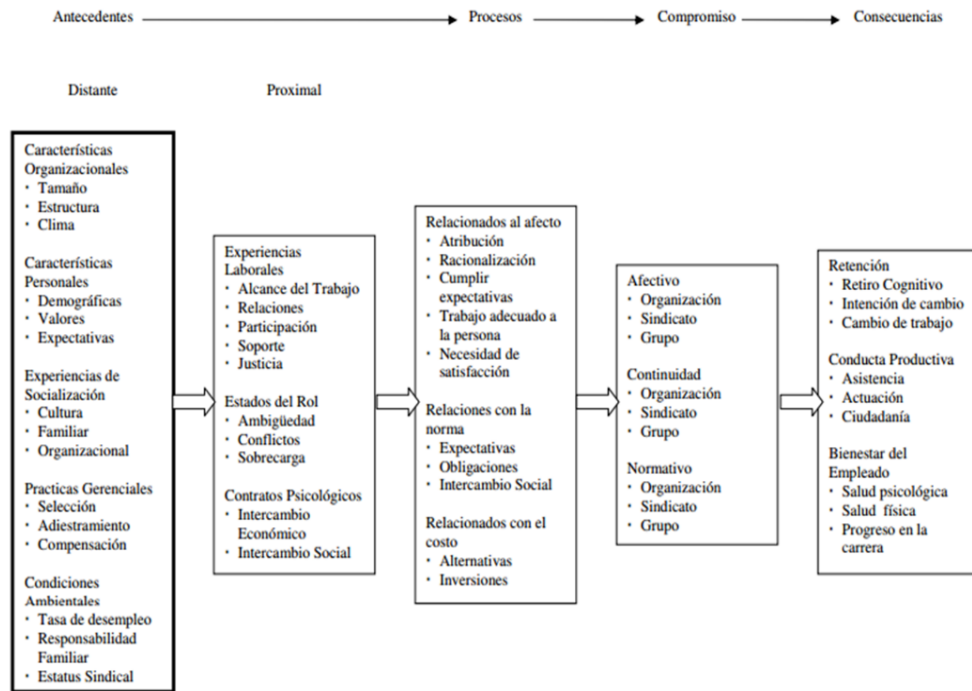 Antecedentes
Procesos
Compromiso
Consecuencias
Distante
Proximal
Características
Organizacionales
• Tamaño
• Estructura
• Clima
Características
Personales
• Demográficas
• Valores
• Expectativas
Experiencias de
Socialización
• Cultura
• Familiar
• Organizacional
Practicas Gerenciales
• Selección
• Adiestramiento
• Compensación
Condiciones
Ambientales
• Tasa de desempleo
• Responsabilidad
Familiar
• Estatus Sindical
Experiencias
Laborales
• Alcance del Trabajo
• Relaciones
• Participación
• Soporte
• Justicia
Estados del Rol
• Ambigüedad
• Conflictos
• Sobrecarga
Contratos Psicológicos
• Intercambio
Económico
• Intercambio Social
Relacionados al afecto
• Atribución
• Racionalización
• Cumplir
expectativas
• Trabajo adecuado a
la persona
• Necesidad de
satisfacción
Relaciones con la
norma
• Expectativas
• Obligaciones
• Intercambio Social
Relacionados con el
costo
• Alternativas
• Inversiones
Afectivo
• Organización
• Sindicato
• Grupo
Continuidad
• Organización
• Sindicato
• Grupo
Normativo
• Organización
• Sindicato
• Grupo
Retención
• Retiro Cognitivo
• Intención de cambio
• Cambio de trabajo
Conducta Productiva
• Asistencia
• Actuación
• Ciudadanía
Bienestar del
Empleado
• Salud psicológica
• Salud física
• Progreso en la
carrera